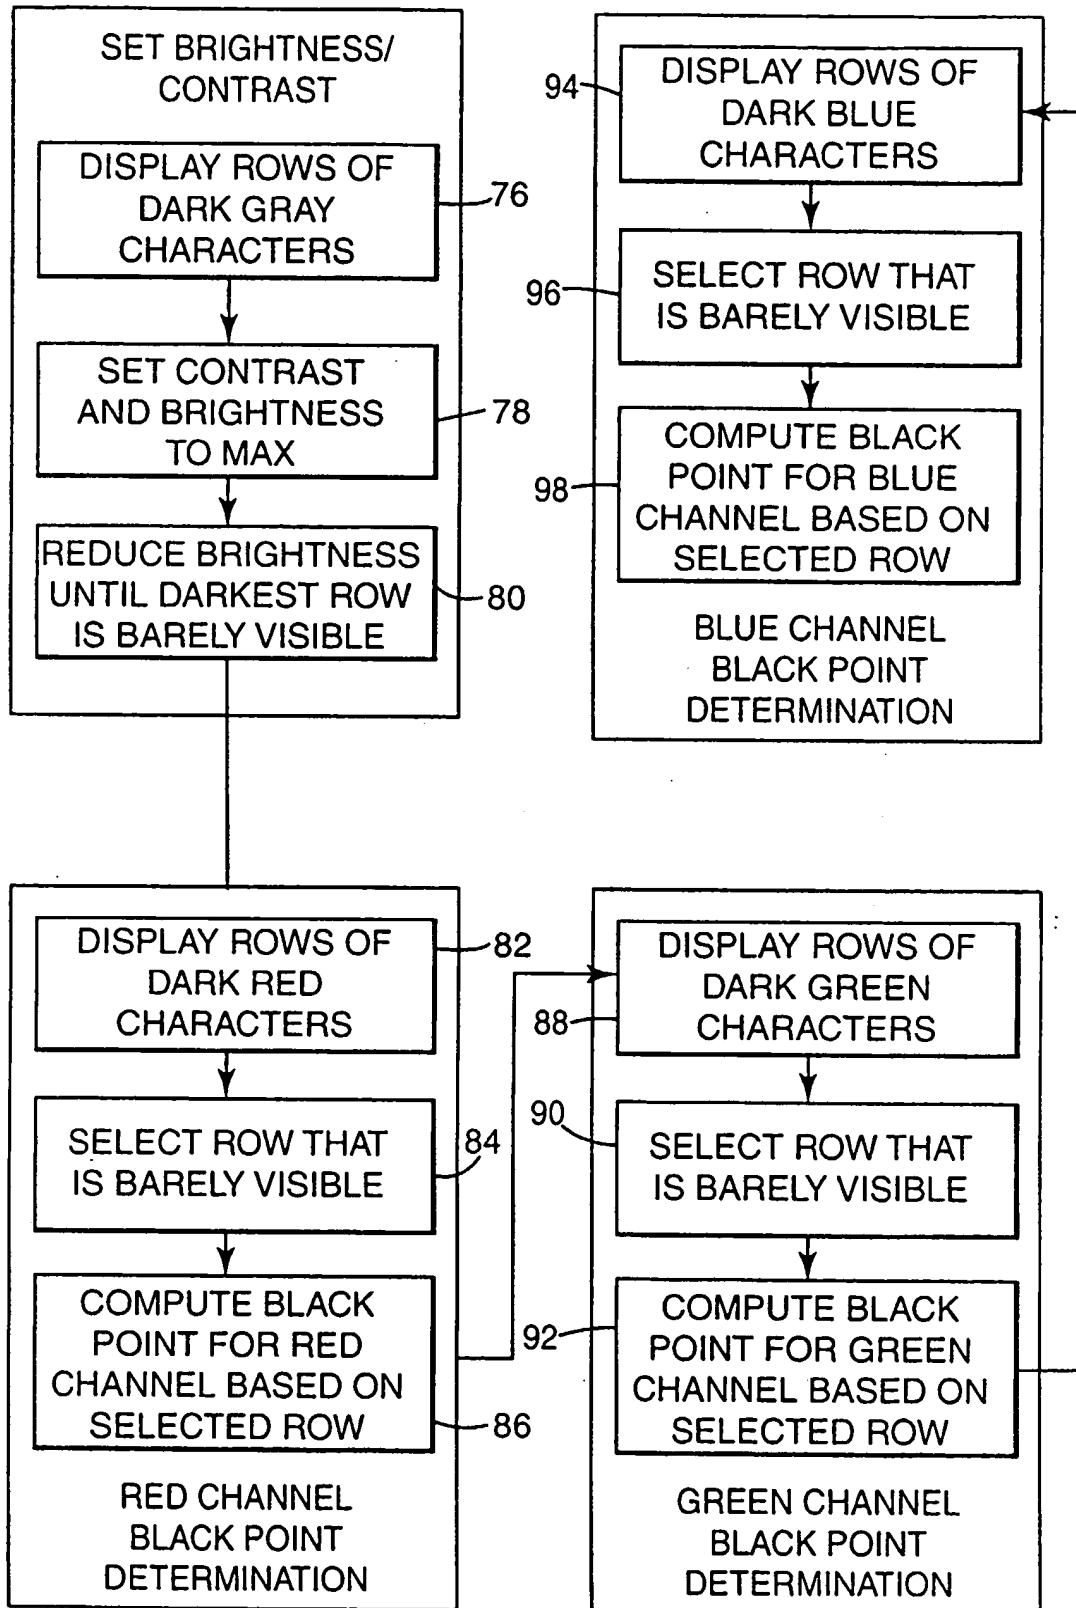 SET BRIGHTNESS/
CONTRAST
DISPLAY ROWS OF
DARK GRAY
CHARACTERS
76
SET CONTRAST
AND BRIGHTNESS
TO MAX
78
REDUCE BRIGHTNESS
UNTIL DARKEST ROW
IS BARELY VISIBLE
80
DISPLAY ROWS OF
DARK RED
CHARACTERS
82
SELECT ROW THAT
IS BARELY VISIBLE
84
COMPUTE BLACK
POINT FOR RED
CHANNEL BASED ON
SELECTED ROW
86
RED CHANNEL
BLACK POINT
DETERMINATION
DISPLAY ROWS OF
DARK GREEN
CHARACTERS
88
90
SELECT ROW THAT
IS BARELY VISIBLE
92
COMPUTE BLACK
POINT FOR GREEN
CHANNEL BASED ON
SELECTED ROW
GREEN CHANNEL
BLACK POINT
DETERMINATION
94
DISPLAY ROWS OF
DARK BLUE
CHARACTERS
96
SELECT ROW THAT
IS BARELY VISIBLE
98
COMPUTE BLACK
POINT FOR BLUE
CHANNEL BASED ON
SELECTED ROW
BLUE CHANNEL
BLACK POINT
DETERMINATION